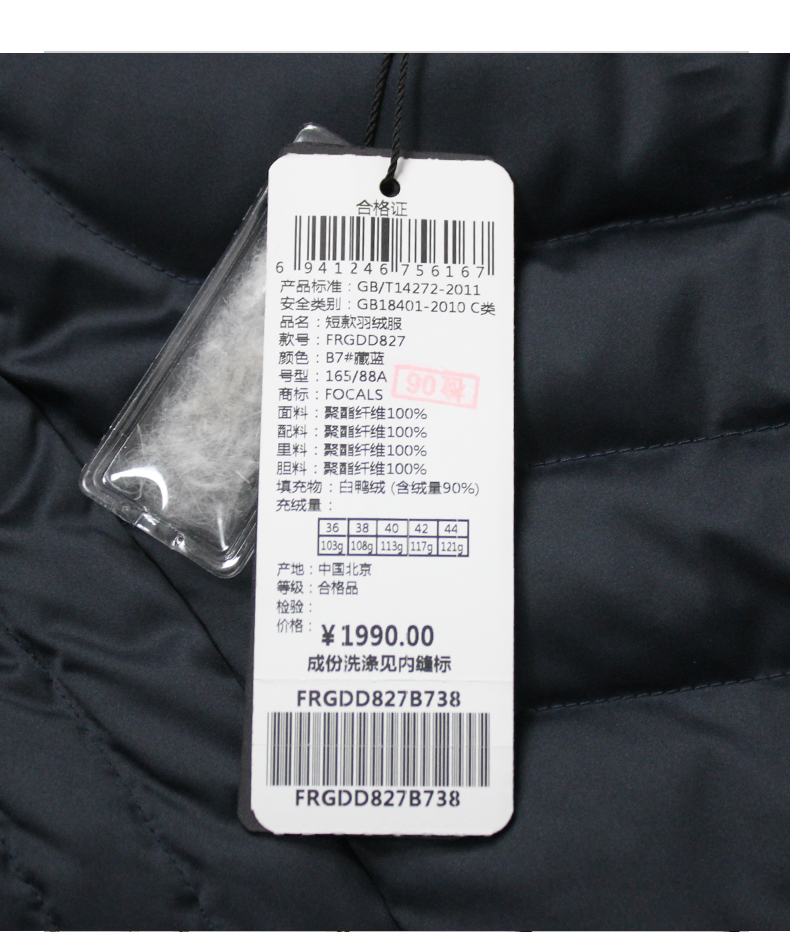 合格证
6 941246 756167
产品标准：GB/T14272-2011
安全类别：GB18401-2010 C类
品名：短款羽绒服
款号：FRGDD827
颜色：B7#藏蓝
号型：165/88A
90 绒
商标：FOCALS
面料：聚酯纤维100%
配料：聚酯纤维100%
里料：聚酯纤维100%
胆料：聚酯纤维100%
填充物：白鸭绒 (含绒量90%)
充绒量：
36 38 40 42 44
103g 108g 113g 117g 121g
产地：中国北京
等级：合格品
检验：
价格：￥1990.00
成份洗涤见内缝标
FRGDD827B738
FRGDD827B738